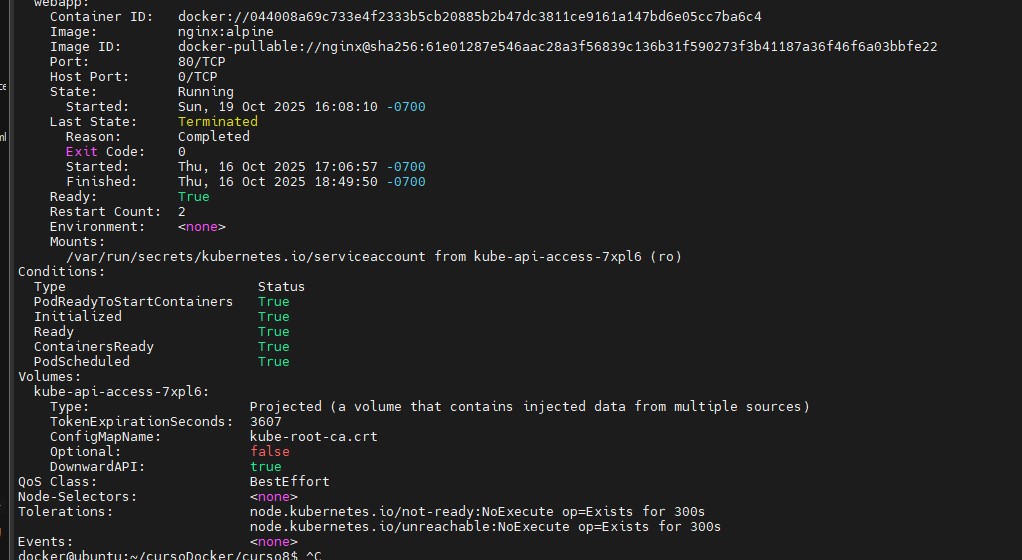 webapp:
Container ID: docker://044008a69c733e4f2333b5cb20885b2b47dc3811ce9161a147bd6e05cc7ba6c4
Image: nginx:alpine
Image ID: docker-pullable://nginx@sha256:61e01287e546aac28a3f56839c136b31f590273f3b41187a36f46f6a03bbfe22
Port: 80/TCP
Host Port: 0/TCP
State: Running
Started: Sun, 19 Oct 2025 16:08:10 -0700
Last State: Terminated
Reason: Completed
Exit Code: 0
Started: Thu, 16 Oct 2025 17:06:57 -0700
Finished: Thu, 16 Oct 2025 18:49:50 -0700
Ready: True
Restart Count: 2
Environment: <none>
Mounts:
/var/run/secrets/kubernetes.io/serviceaccount from kube-api-access-7xpl6 (ro)
Conditions:
Type Status
PodReadyToStartContainers True
Initialized True
Ready True
ContainersReady True
PodScheduled True
Volumes:
kube-api-access-7xpl6:
Type: Projected (a volume that contains injected data from multiple sources)
TokenExpirationSeconds: 3607
ConfigMapName: kube-root-ca.crt
Optional: false
DownwardAPI: true
QoS Class: BestEffort
Node-Selectors: <none>
Tolerations: node.kubernetes.io/not-ready:NoExecute op=Exists for 300s
node.kubernetes.io/unreachable:NoExecute op=Exists for 300s
Events: <none>
docker@ubuntu:~/cursoDocker/curso8$ ^C